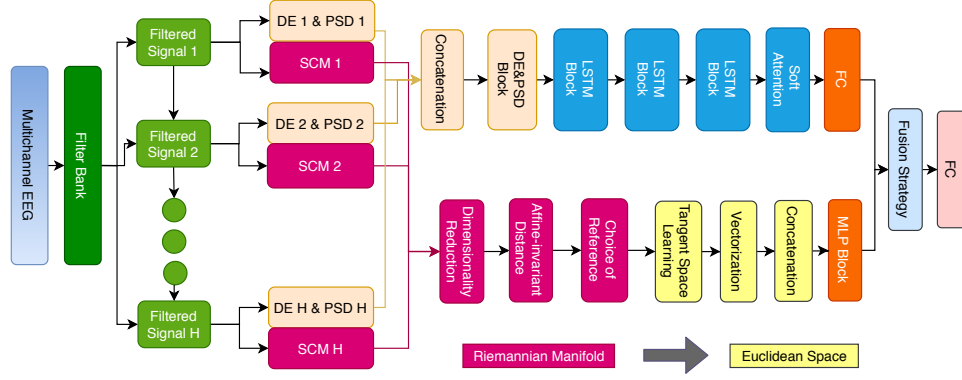 Multichannel EEG
Filter Bank
Filtered
Signal 1
Filtered
Signal 2
Filtered
Signal H
DE 1 & PSD 1
SCM 1
DE 2 & PSD 2
SCM 2
DE H & PSD H
SCM H
Concatenation
DE&PSD
Block
LSTM
Block
LSTM
Block
LSTM
Block
Soft
Attention
FC
Dimensionality
Reduction
Affine-invariant
Distance
Choice of
Reference
Tangent Space
Learning
Vectorization
Concatenation
MLP Block
Fusion Strategy
FC
Riemannian Manifold
Euclidean Space